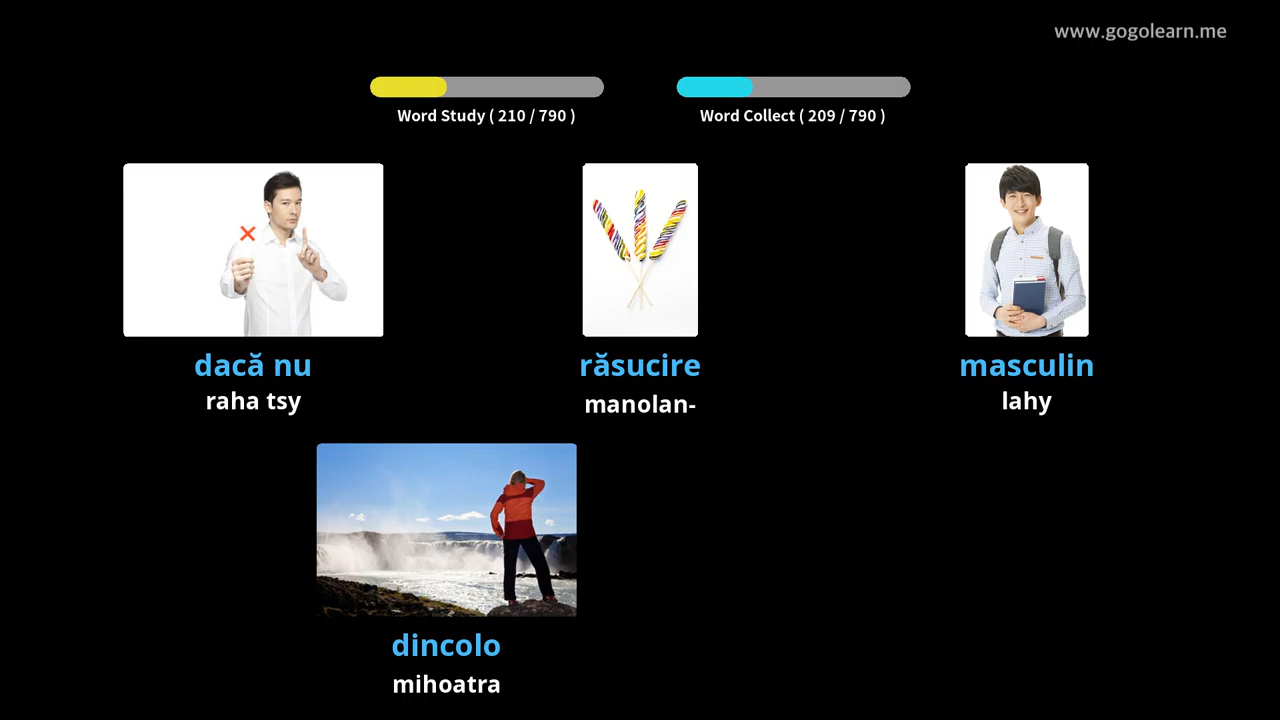 www.gogolearn.me
Word Study ( 210 / 790 )
Word Collect ( 209 / 790 )
dacă nu
răsucire
masculin
raha tsy
manolan-
lahy
dincolo
mihoatra